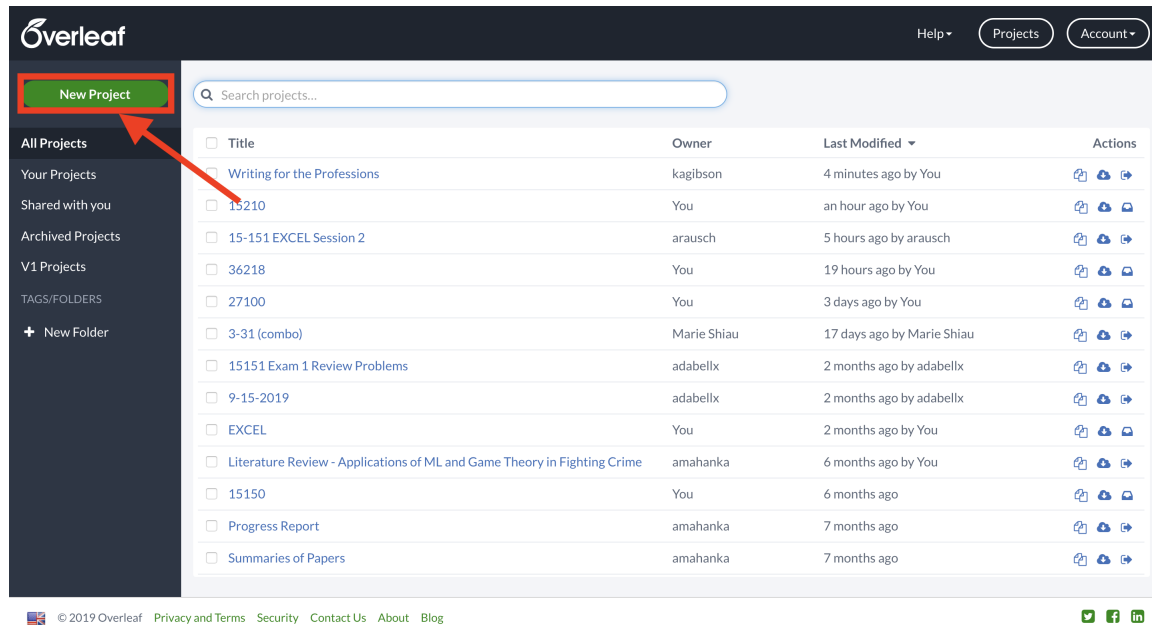 Overleaf
Help
Projects
Account
New Project
Search projects...
All Projects
Your Projects
Shared with you
Archived Projects
V1 Projects
TAGS/FOLDERS
New Folder
Title Owner Last Modified Actions
Writing for the Professions kagibson 4 minutes ago by You
15210 You an hour ago by You
15-151 EXCEL Session 2 arausch 5 hours ago by arausch
36218 You 19 hours ago by You
27100 You 3 days ago by You
3-31 (combo) Marie Shiau 17 days ago by Marie Shiau
15151 Exam 1 Review Problems adabellx 2 months ago by adabellx
9-15-2019 adabellx 2 months ago by adabellx
EXCEL You 2 months ago by You
Literature Review - Applications of ML and Game Theory in Fighting Crime amahanka 6 months ago by You
15150 You 6 months ago
Progress Report amahanka 7 months ago
Summaries of Papers amahanka 7 months ago
© 2019 Overleaf Privacy and Terms Security Contact Us About Blog